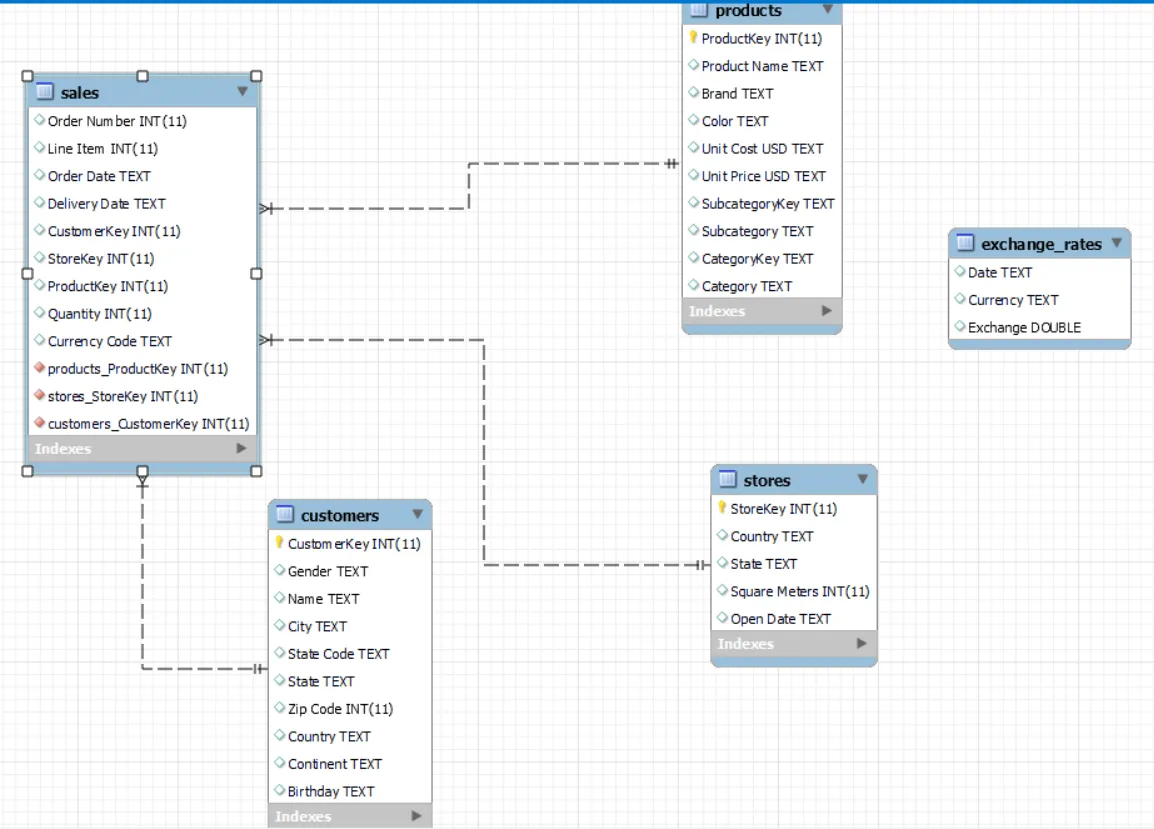 sales
Order Number INT(11)
Line Item INT(11)
Order Date TEXT
Delivery Date TEXT
CustomerKey INT(11)
StoreKey INT(11)
ProductKey INT(11)
Quantity INT(11)
Currency Code TEXT
products_ProductKey INT(11)
stores_StoreKey INT(11)
customers_CustomerKey INT(11)
Indexes
products
ProductKey INT(11)
Product Name TEXT
Brand TEXT
Color TEXT
Unit Cost USD TEXT
Unit Price USD TEXT
SubcategoryKey TEXT
Subcategory TEXT
CategoryKey TEXT
Category TEXT
Indexes
exchange_rates
Date TEXT
Currency TEXT
Exchange DOUBLE
customers
CustomerKey INT(11)
Gender TEXT
Name TEXT
City TEXT
State Code TEXT
State TEXT
Zip Code INT(11)
Country TEXT
Continent TEXT
Birthday TEXT
Indexes
stores
StoreKey INT(11)
Country TEXT
State TEXT
Square Meters INT(11)
Open Date TEXT
Indexes